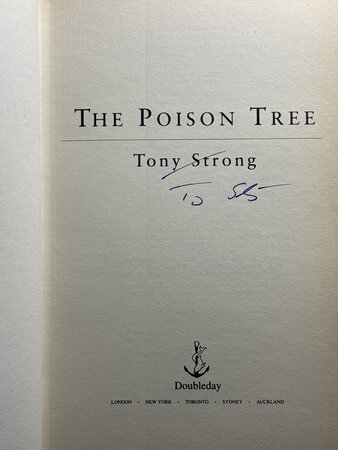 THE POISON TREE
Tony Strong
Doubleday
LONDON · NEW YORK · TORONTO · SYDNEY · AUCKLAND